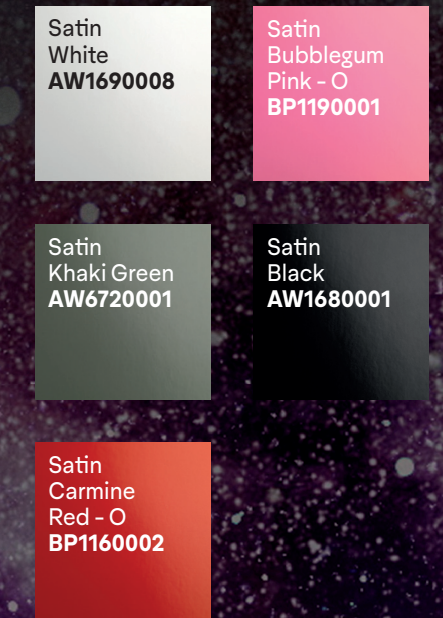 Satin
White
AW1690008
Satin
Bubblegum
Pink - O
BP1190001
Satin
Khaki Green
AW6720001
Satin
Black
AW1680001
Satin
Carmine
Red - O
BP1160002